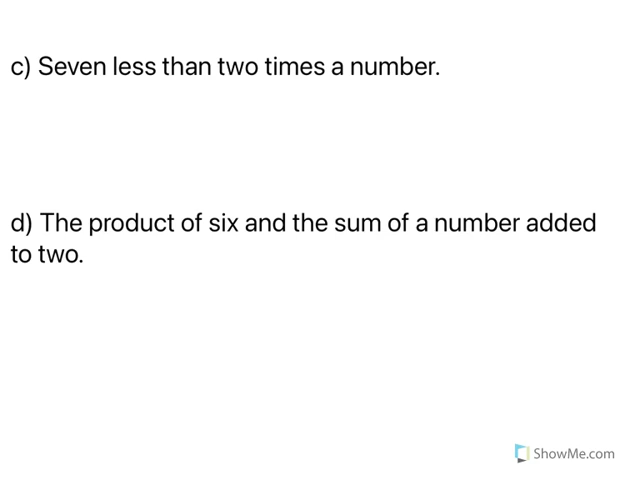 c) Seven less than two times a number.
d) The product of six and the sum of a number added
to two.
ShowMe.com